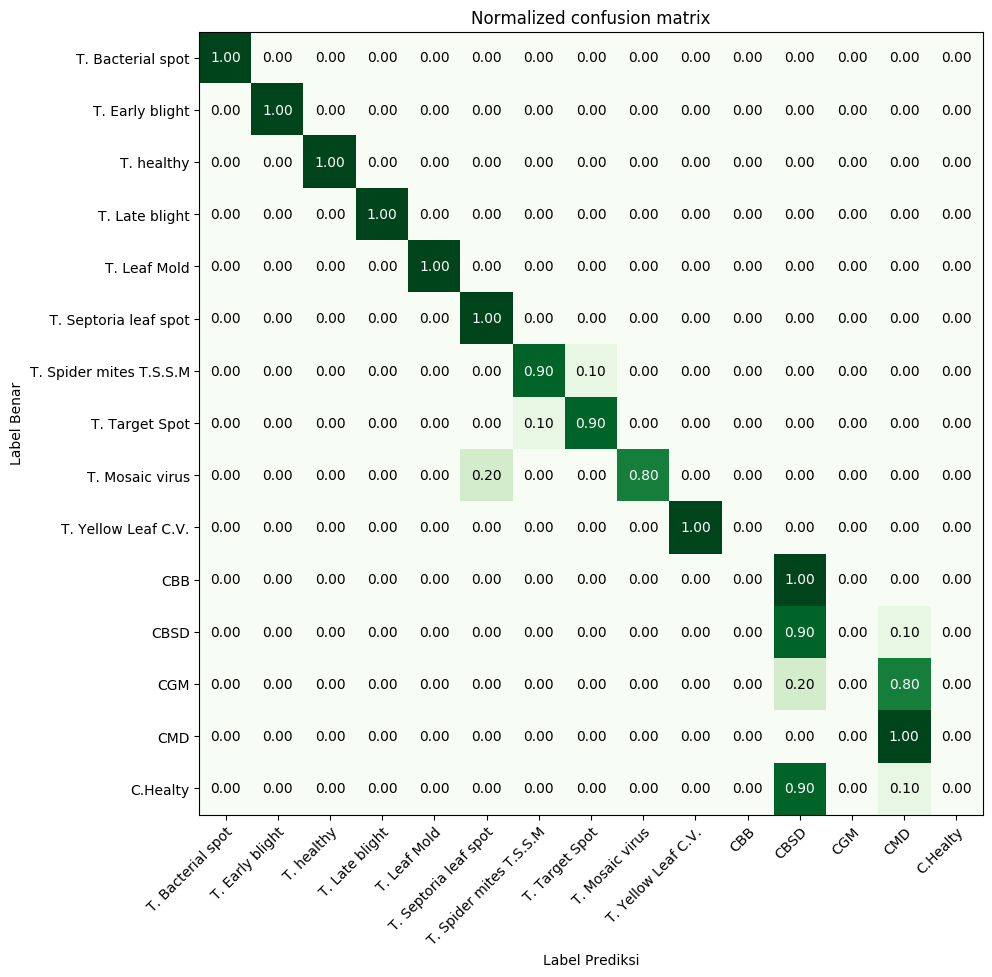 Normalized confusion matrix
Label Benar
T. Bacterial spot 1.00 0.00 0.00 0.00 0.00 0.00 0.00 0.00 0.00 0.00 0.00 0.00 0.00 0.00 0.00
T. Early blight 0.00 1.00 0.00 0.00 0.00 0.00 0.00 0.00 0.00 0.00 0.00 0.00 0.00 0.00 0.00
T. healthy 0.00 0.00 1.00 0.00 0.00 0.00 0.00 0.00 0.00 0.00 0.00 0.00 0.00 0.00 0.00
T. Late blight 0.00 0.00 0.00 1.00 0.00 0.00 0.00 0.00 0.00 0.00 0.00 0.00 0.00 0.00 0.00
T. Leaf Mold 0.00 0.00 0.00 0.00 1.00 0.00 0.00 0.00 0.00 0.00 0.00 0.00 0.00 0.00 0.00
T. Septoria leaf spot 0.00 0.00 0.00 0.00 0.00 1.00 0.00 0.00 0.00 0.00 0.00 0.00 0.00 0.00 0.00
T. Spider mites T.S.S.M 0.00 0.00 0.00 0.00 0.00 0.00 0.90 0.10 0.00 0.00 0.00 0.00 0.00 0.00 0.00
T. Target Spot 0.00 0.00 0.00 0.00 0.00 0.00 0.10 0.90 0.00 0.00 0.00 0.00 0.00 0.00 0.00
T. Mosaic virus 0.00 0.00 0.00 0.00 0.00 0.20 0.00 0.00 0.80 0.00 0.00 0.00 0.00 0.00 0.00
T. Yellow Leaf C.V. 0.00 0.00 0.00 0.00 0.00 0.00 0.00 0.00 0.00 1.00 0.00 0.00 0.00 0.00 0.00
CBB 0.00 0.00 0.00 0.00 0.00 0.00 0.00 0.00 0.00 0.00 0.00 1.00 0.00 0.00 0.00
CBSD 0.00 0.00 0.00 0.00 0.00 0.00 0.00 0.00 0.00 0.00 0.00 0.90 0.00 0.10 0.00
CGM 0.00 0.00 0.00 0.00 0.00 0.00 0.00 0.00 0.00 0.00 0.00 0.20 0.00 0.80 0.00
CMD 0.00 0.00 0.00 0.00 0.00 0.00 0.00 0.00 0.00 0.00 0.00 0.00 0.00 1.00 0.00
C.Healty 0.00 0.00 0.00 0.00 0.00 0.00 0.00 0.00 0.00 0.00 0.00 0.90 0.00 0.10 0.00
T. Bacterial spot
T. Early blight
T. healthy
T. Late blight
T. Leaf Mold
T. Septoria leaf spot
T. Spider mites T.S.S.M
T. Target Spot
T. Mosaic virus
T. Yellow Leaf C.V.
CBB
CBSD
CGM
CMD
C.Healty
Label Prediksi